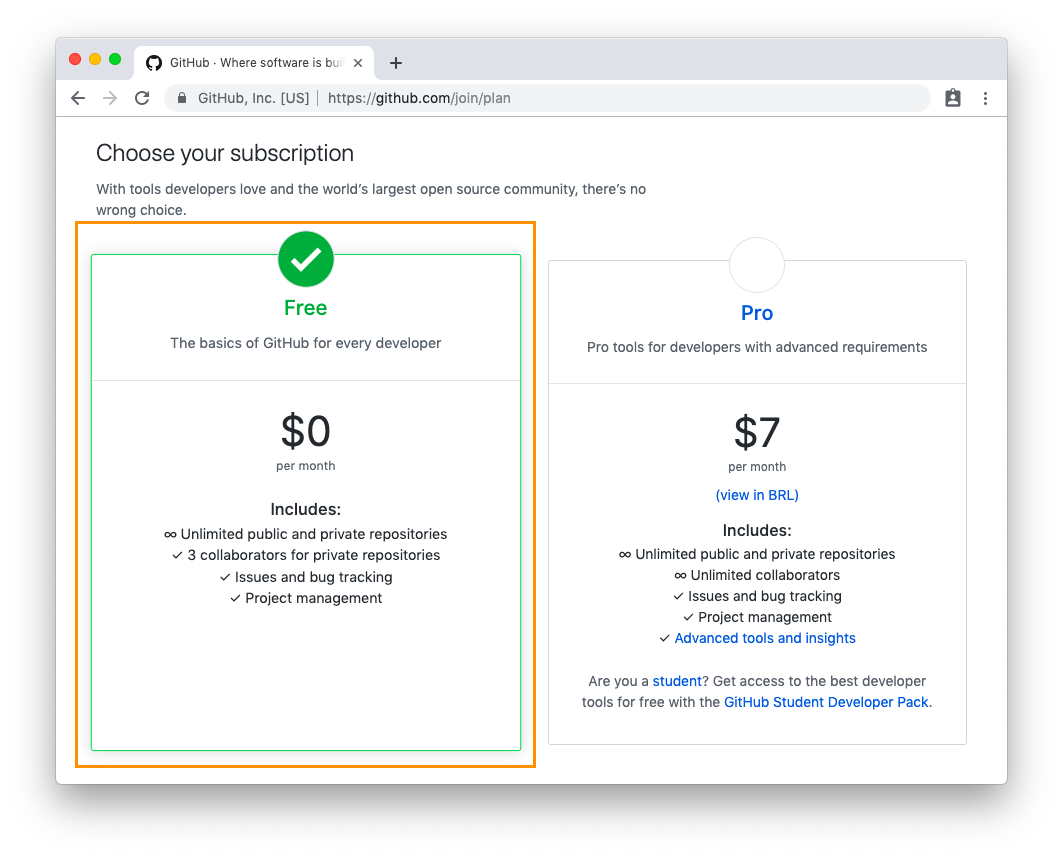 GitHub · Where software is bui
GitHub, Inc. [US] | https://github.com/join/plan
Choose your subscription
With tools developers love and the world’s largest open source community, there’s no
wrong choice.
Free
The basics of GitHub for every developer
$0
per month
Includes:
∞ Unlimited public and private repositories
✓ 3 collaborators for private repositories
✓ Issues and bug tracking
✓ Project management
Pro
Pro tools for developers with advanced requirements
$7
per month
(view in BRL)
Includes:
∞ Unlimited public and private repositories
∞ Unlimited collaborators
✓ Issues and bug tracking
✓ Project management
✓ Advanced tools and insights
Are you a student? Get access to the best developer
tools for free with the GitHub Student Developer Pack.